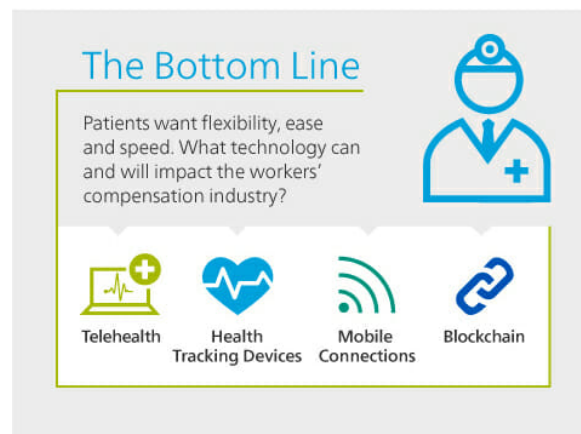 The Bottom Line
Patients want flexibility, ease
and speed. What technology can
and will impact the workers’
compensation industry?
Telehealth
Health
Tracking Devices
Mobile
Connections
Blockchain